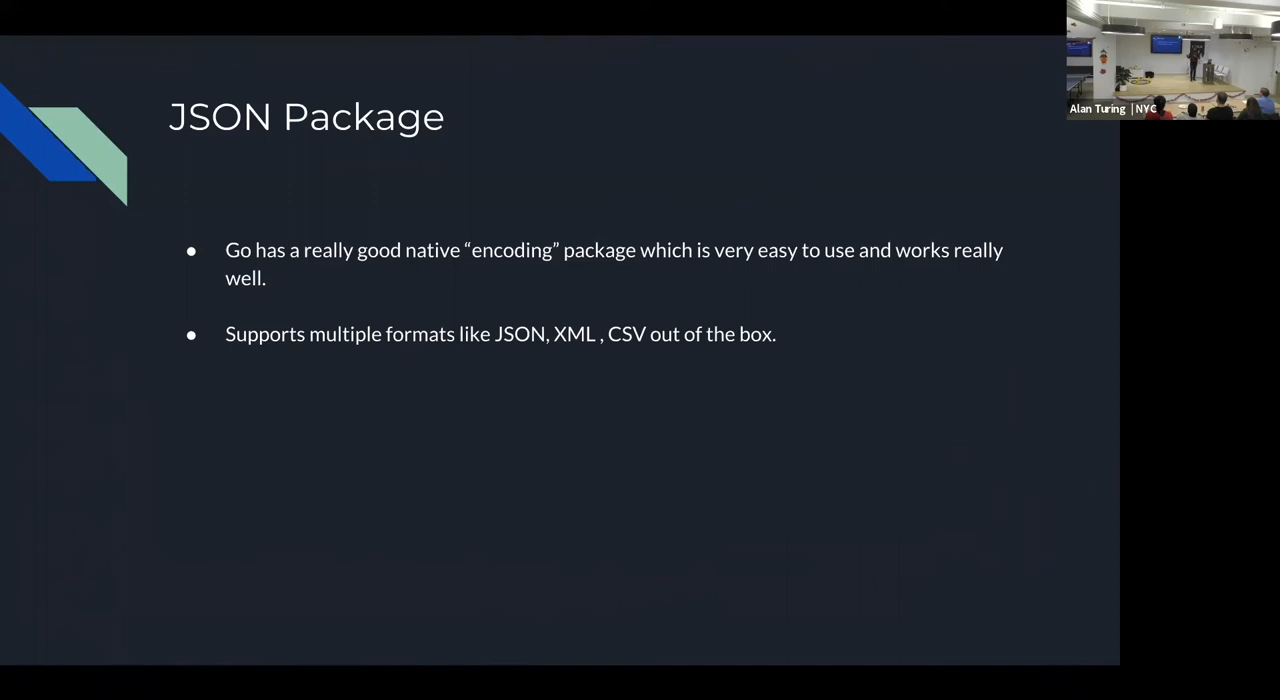 JSON Package
● Go has a really good native “encoding” package which is very easy to use and works really
well.
● Supports multiple formats like JSON, XML , CSV out of the box.
Alan Turing | NYC